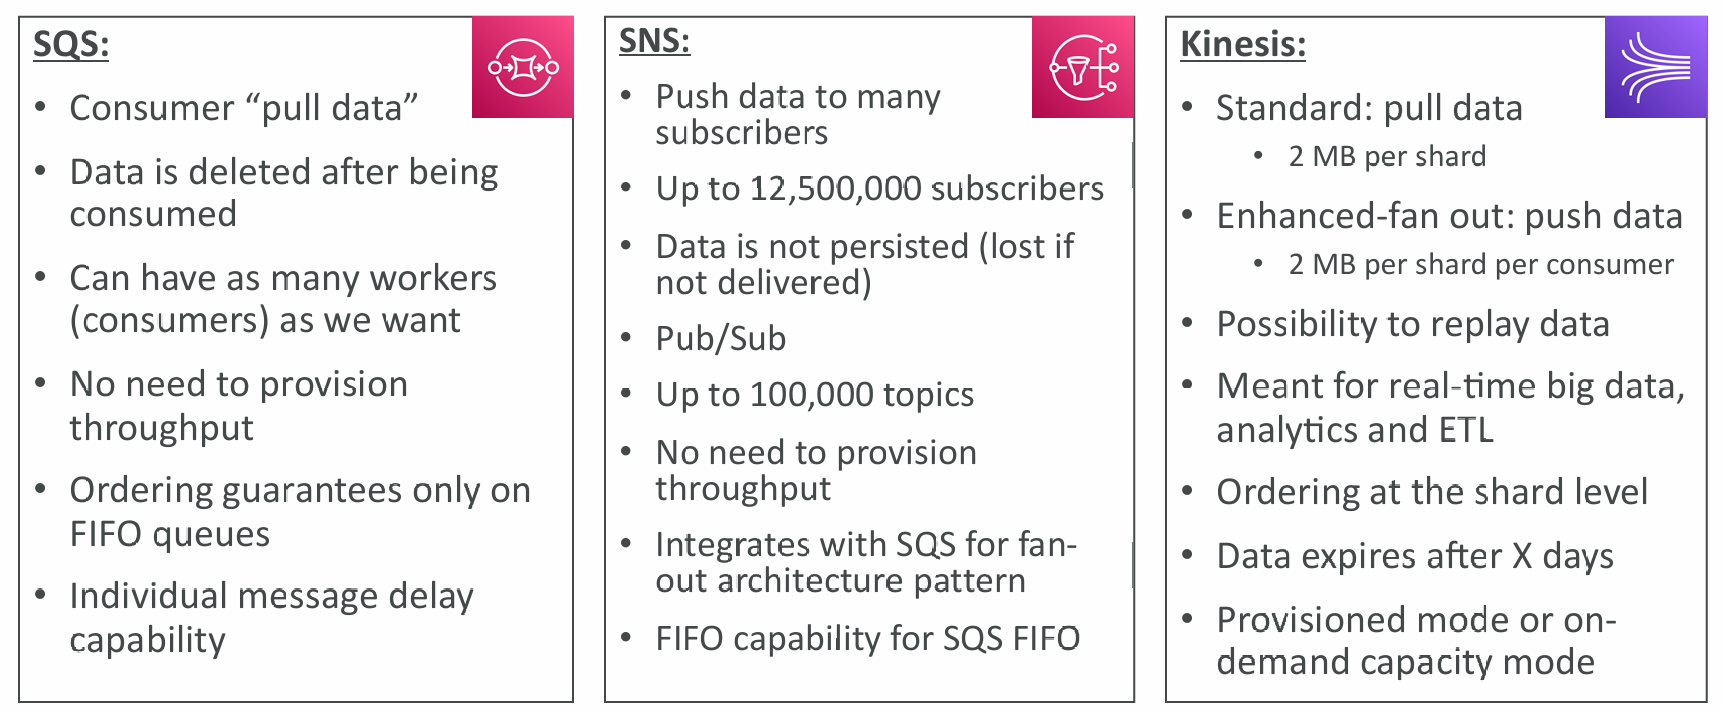 SQS:
• Consumer “pull data”
• Data is deleted after being
consumed
• Can have as many workers
(consumers) as we want
• No need to provision
throughput
• Ordering guarantees only on
FIFO queues
• Individual message delay
capability
SNS:
• Push data to many
subscribers
• Up to 12,500,000 subscribers
• Data is not persisted (lost if
not delivered)
• Pub/Sub
• Up to 100,000 topics
• No need to provision
throughput
• Integrates with SQS for fan-
out architecture pattern
• FIFO capability for SQS FIFO
Kinesis:
• Standard: pull data
• 2 MB per shard
• Enhanced-fan out: push data
• 2 MB per shard per consumer
• Possibility to replay data
• Meant for real-time big data,
analytics and ETL
• Ordering at the shard level
• Data expires after X days
• Provisioned mode or on-
demand capacity mode